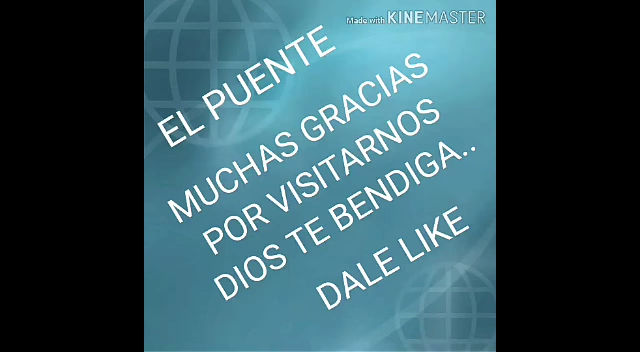 Made with KINEMASTER
EL PUENTE
MUCHAS GRACIAS
POR VISITARNOS
DIOS TE BENDIGA..
DALE LIKE